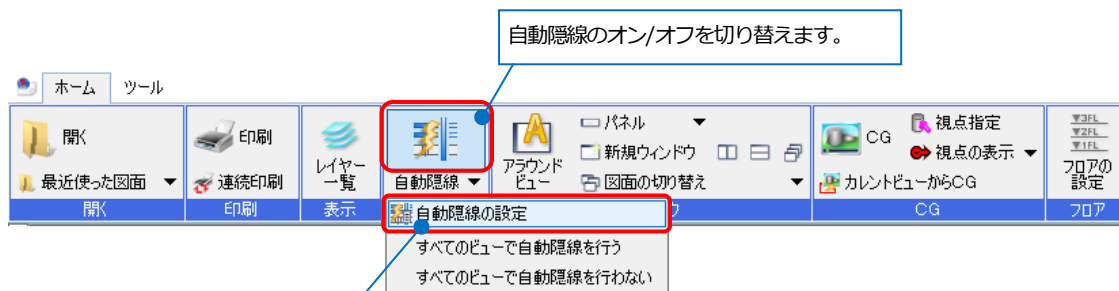 自動隠線のオン/オフを切り替えます。
ホーム ツール
開く
最近使った図面
開く
印刷
連続印刷
印刷
レイヤー
一覧
表示
自動隠線
アラウンド
ビュー
パネル
新規ウィンドウ
図面の切り替え
ウ
CG
視点指定
視点の表示
カレントビューからCG
CG
▼3FL
▼2FL
▼1FL
フロアの
設定
フロア
自動隠線の設定
すべてのビューで自動隠線を行う
すべてのビューで自動隠線を行わない